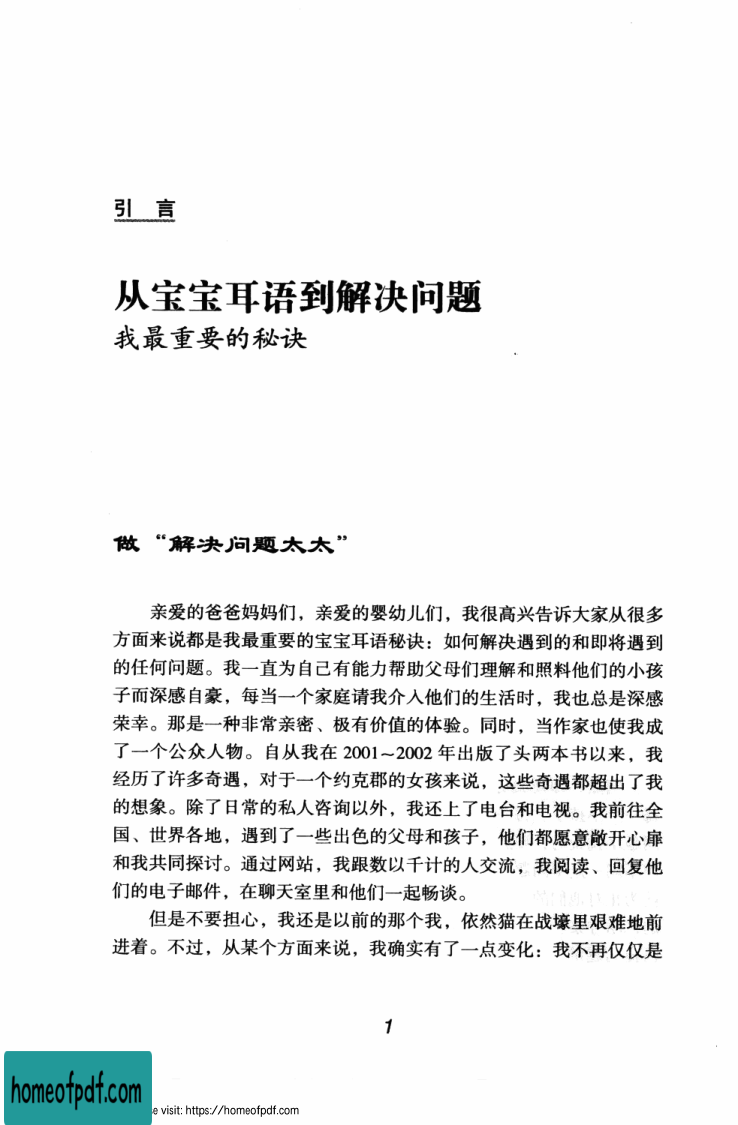 引　言
从宝宝耳语到解决问题
我最重要的秘诀
做“解决问题太太”
亲爱的爸爸妈妈们，亲爱的婴幼儿们，我很高兴告诉大家从很多
方面来说都是我最重要的宝宝耳语秘诀：如何解决遇到的和即将遇到
的任何问题。我一直为自己有能力帮助父母们理解和照料他们的小孩
子而深感自豪，每当一个家庭请我介入他们的生活时，我也总是深感
荣幸。那是一种非常亲密、极有价值的体验。同时，当作家也使我成
了一个公众人物。自从我在 2001～2002 年出版了头两本书以来，我
经历了许多奇遇，对于一个约克郡的女孩来说，这些奇遇都超出了我
的想象。除了日常的私人咨询以外，我还上了电台和电视。我前往全
国、世界各地，遇到了一些出色的父母和孩子，他们都愿意敞开心扉
和我共同探讨。通过网站，我跟数以千计的人交流，我阅读、回复他
们的电子邮件，在聊天室里和他们一起畅谈。
但是不要担心，我还是以前的那个我，依然猫在战壕里艰难地前
进着。不过，从某个方面来说，我确实有了一点变化：我不再仅仅是
1
homeofpdf.com
e visit: https://homeofpdf.com